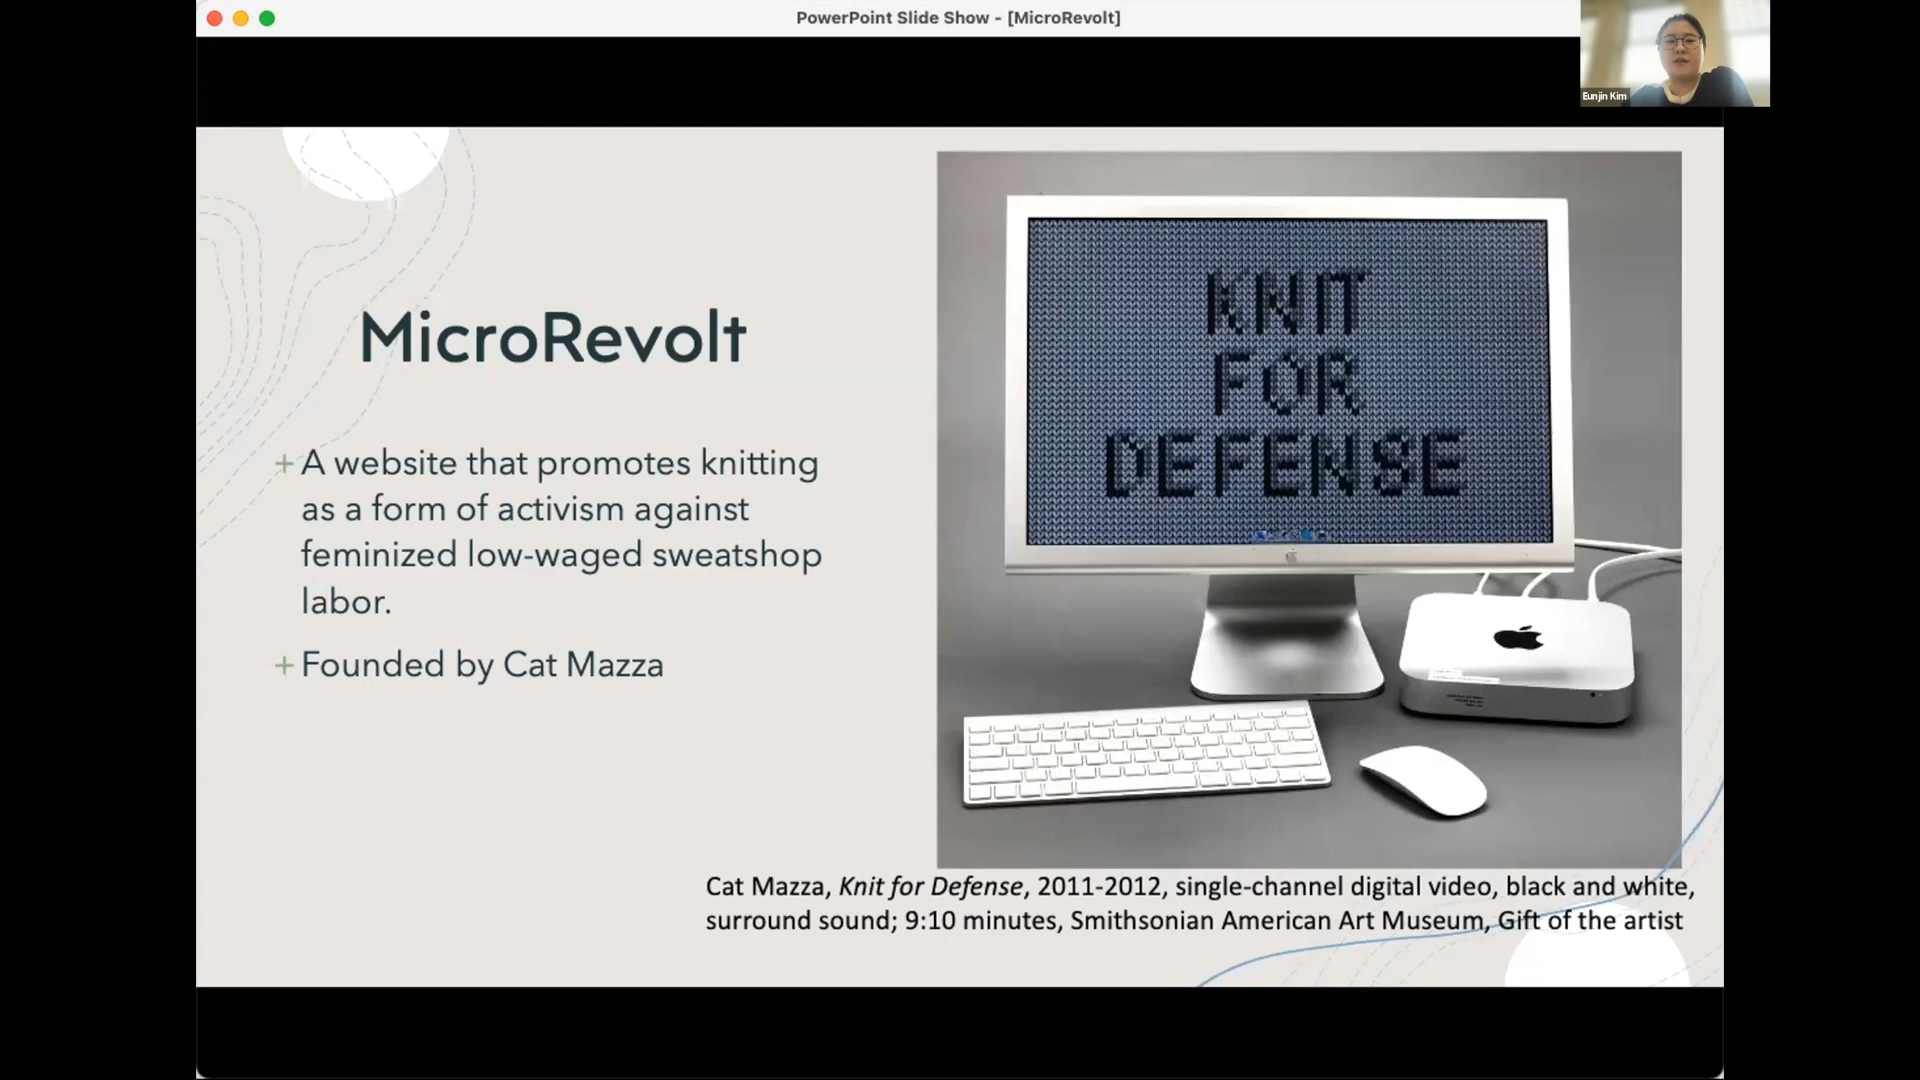 PowerPoint Slide Show - [MicroRevolt]
Eunjin Kim
MicroRevolt
+ A website that promotes knitting
as a form of activism against
feminized low-waged sweatshop
labor.
+ Founded by Cat Mazza
KNIT
FOR
DEFENSE
Cat Mazza, Knit for Defense, 2011-2012, single-channel digital video, black and white,
surround sound; 9:10 minutes, Smithsonian American Art Museum, Gift of the artist